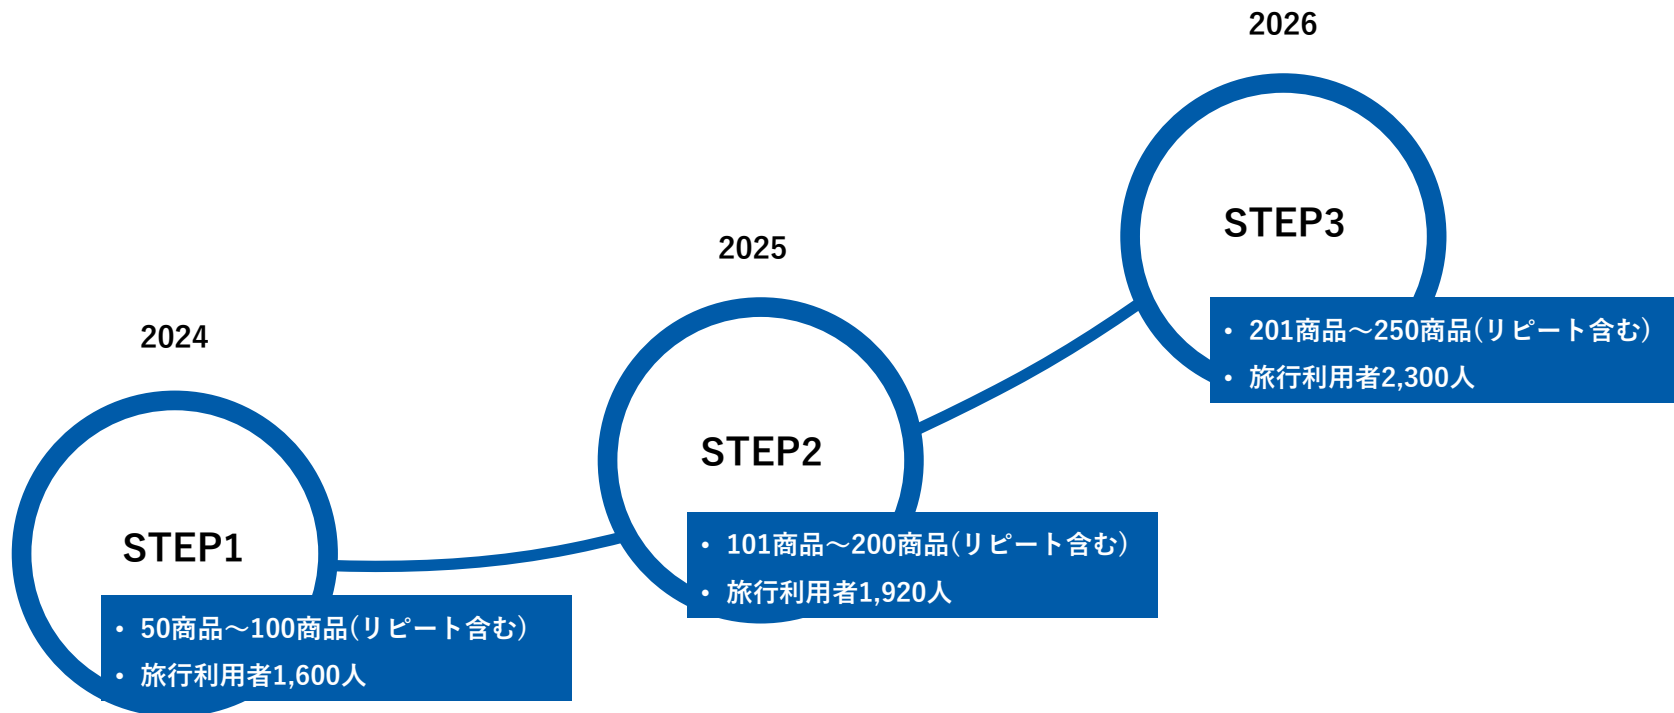 2024
STEP1
• 50商品～100商品(リピート含む)
• 旅行利用者1,600人
2025
STEP2
• 101商品～200商品(リピート含む)
• 旅行利用者1,920人
2026
STEP3
• 201商品～250商品(リピート含む)
• 旅行利用者2,300人